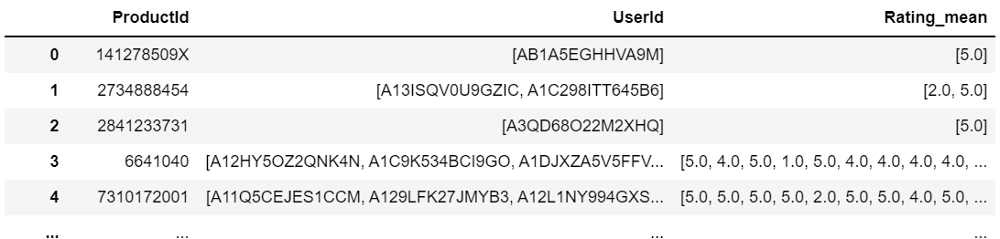 ProductId UserId Rating_mean
0 141278509X [AB1A5EGHHVA9M] [5.0]
1 2734888454 [A13ISQV0U9GZIC, A1C298ITT645B6] [2.0, 5.0]
2 2841233731 [A3QD68O22M2XHQ] [5.0]
3 6641040 [A12HY5OZ2QNK4N, A1C9K534BCI9GO, A1DJXZA5V5FFV... [5.0, 4.0, 5.0, 1.0, 5.0, 4.0, 4.0, 4.0, 4.0, ...
4 7310172001 [A11Q5CEJES1CCM, A129LFK27JMYB3, A12L1NY994GXS... [5.0, 5.0, 5.0, 5.0, 2.0, 5.0, 5.0, 4.0, 5.0, ...
... ... ... ...